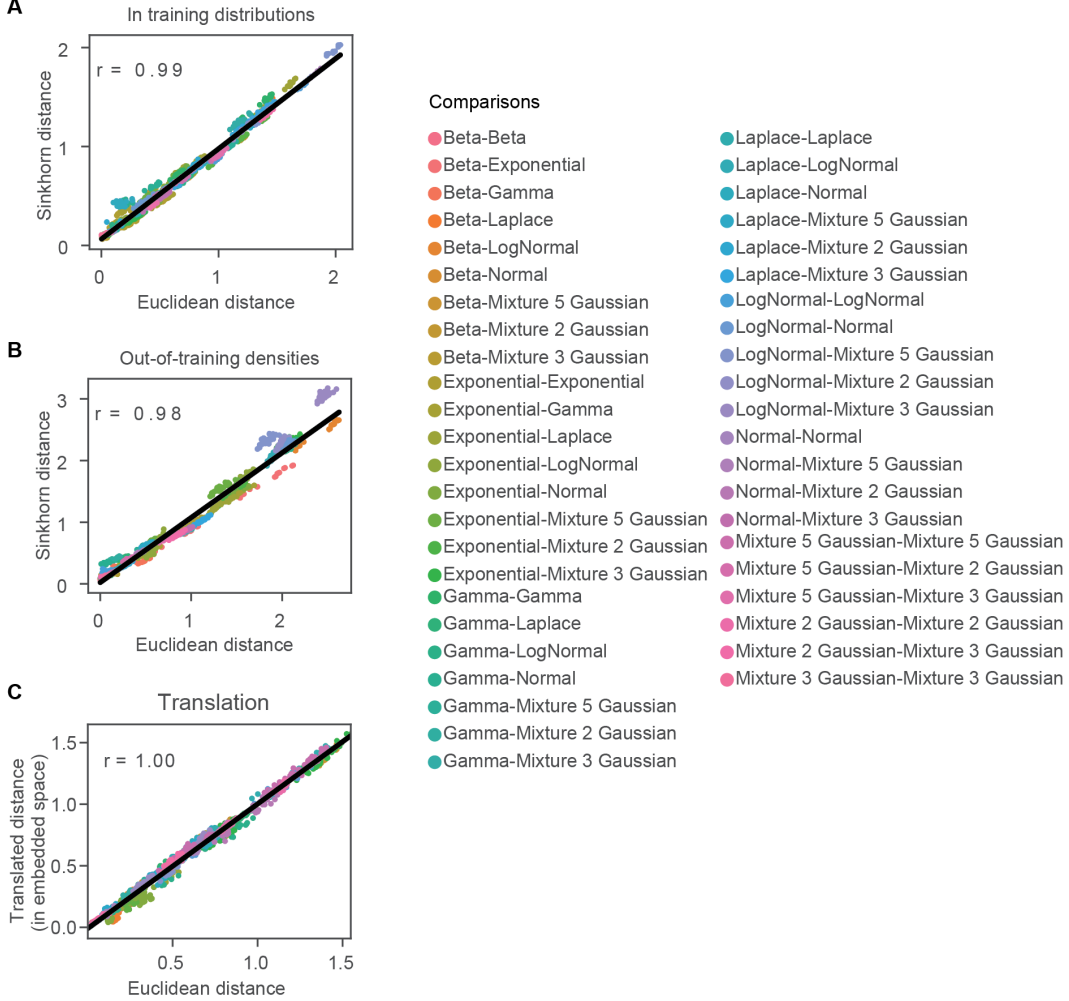 A
In training distributions
r = 0.99
2
1
0
Sinkhorn distance
0
1
2
Euclidean distance
B
Out-of-training densities
r = 0.98
3
2
1
0
Sinkhorn distance
0
1
2
Euclidean distance
C
Translation
r = 1.00
1.5
1.0
0.5
0.0
Translated distance
(in embedded space)
0.5
1.0
1.5
Euclidean distance
Comparisons
Beta-Beta
Beta-Exponential
Beta-Gamma
Beta-Laplace
Beta-LogNormal
Beta-Normal
Beta-Mixture 5 Gaussian
Beta-Mixture 2 Gaussian
Beta-Mixture 3 Gaussian
Exponential-Exponential
Exponential-Gamma
Exponential-Laplace
Exponential-LogNormal
Exponential-Normal
Exponential-Mixture 5 Gaussian
Exponential-Mixture 2 Gaussian
Exponential-Mixture 3 Gaussian
Gamma-Gamma
Gamma-Laplace
Gamma-LogNormal
Gamma-Normal
Gamma-Mixture 5 Gaussian
Gamma-Mixture 2 Gaussian
Gamma-Mixture 3 Gaussian
Laplace-Laplace
Laplace-LogNormal
Laplace-Normal
Laplace-Mixture 5 Gaussian
Laplace-Mixture 2 Gaussian
Laplace-Mixture 3 Gaussian
LogNormal-LogNormal
LogNormal-Normal
LogNormal-Mixture 5 Gaussian
LogNormal-Mixture 2 Gaussian
LogNormal-Mixture 3 Gaussian
Normal-Normal
Normal-Mixture 5 Gaussian
Normal-Mixture 2 Gaussian
Normal-Mixture 3 Gaussian
Mixture 5 Gaussian-Mixture 5 Gaussian
Mixture 5 Gaussian-Mixture 2 Gaussian
Mixture 5 Gaussian-Mixture 3 Gaussian
Mixture 2 Gaussian-Mixture 2 Gaussian
Mixture 2 Gaussian-Mixture 3 Gaussian
Mixture 3 Gaussian-Mixture 3 Gaussian